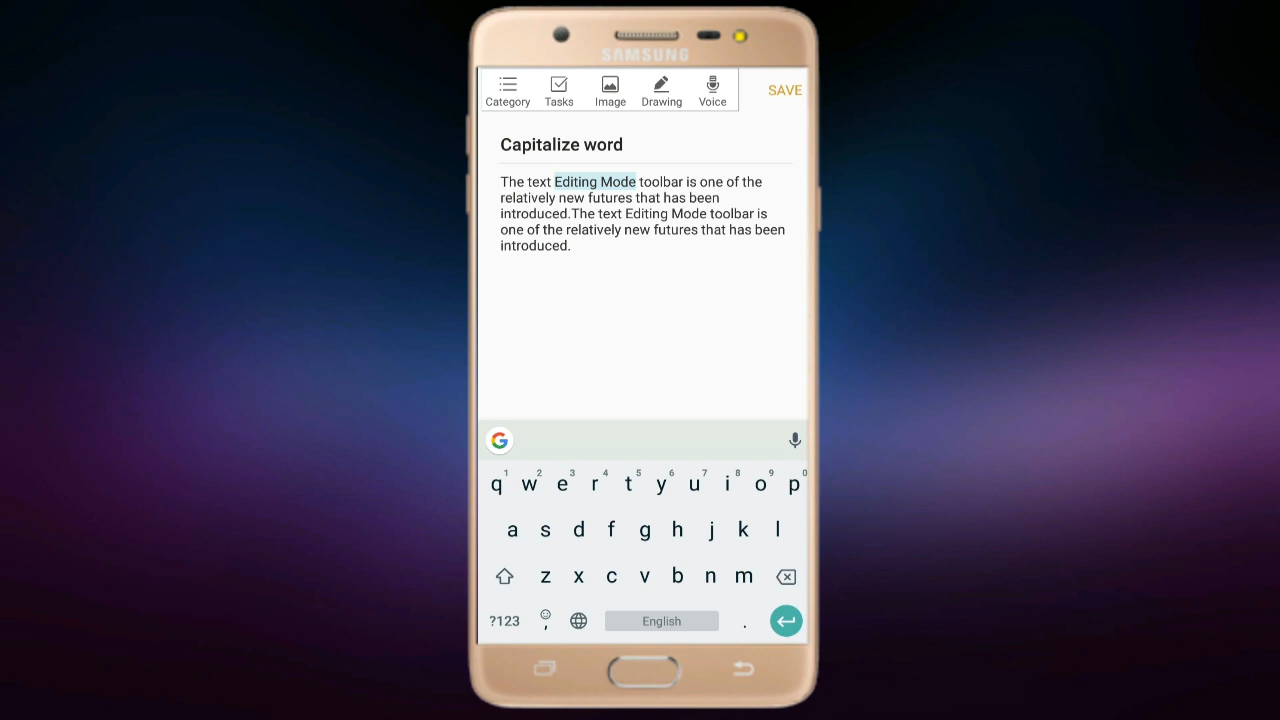 SAMSUNG
Category Tasks Image Drawing Voice SAVE
Capitalize word
The text Editing Mode toolbar is one of the
relatively new futures that has been
introduced.The text Editing Mode toolbar is
one of the relatively new futures that has been
introduced.
G
1 2 3 4 5 6 7 8 9 0
q w e r t y u i o p
a s d f g h j k l
z x c v b n m
?123 , English .